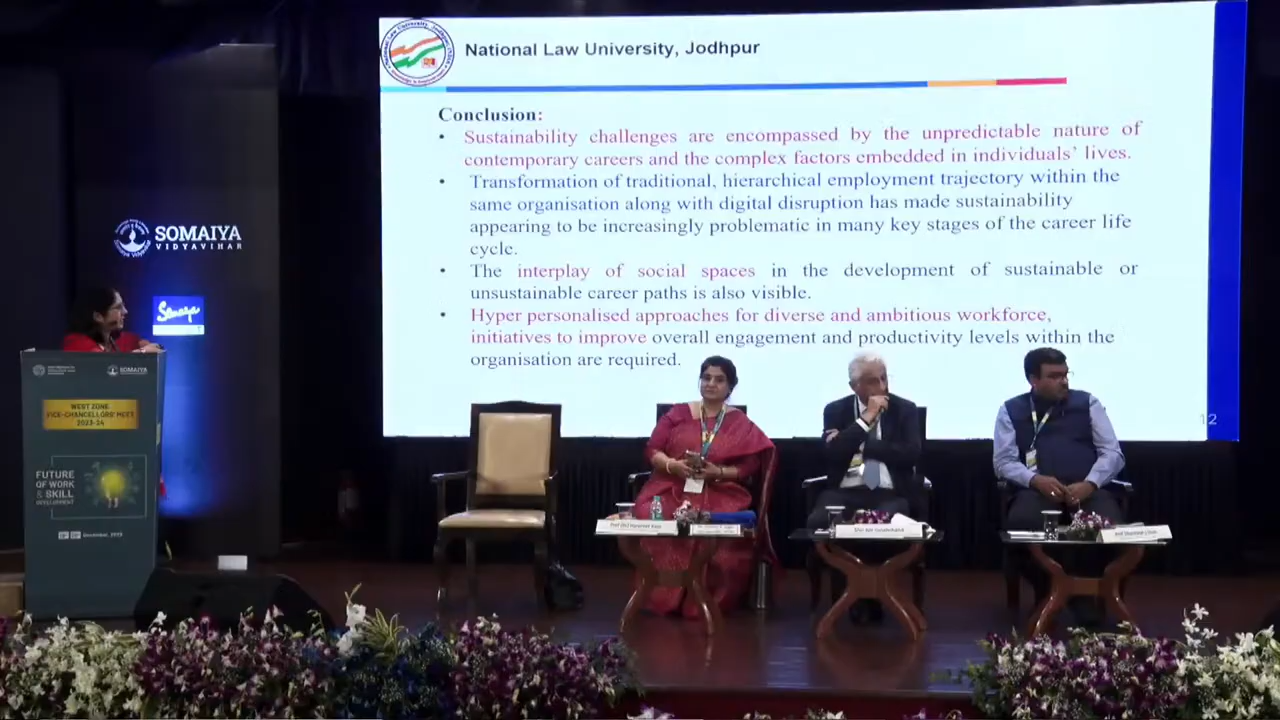 National Law University, Jodhpur
Conclusion:
• Sustainability challenges are encompassed by the unpredictable nature of
contemporary careers and the complex factors embedded in individuals' lives.
• Transformation of traditional, hierarchical employment trajectory within the
same organisation along with digital disruption has made sustainability
appearing to be increasingly problematic in many key stages of the career life
cycle.
• The interplay of social spaces in the development of sustainable or
unsustainable career paths is also visible.
• Hyper personalised approaches for diverse and ambitious workforce,
initiatives to improve overall engagement and productivity levels within the
organisation are required.
12
SOMAIYA
VIDYAVIHAR
Somaiya
SOMAIYA
WEST ZONE
VICE-CHANCELLORS' MEET
2023-24
FUTURE
OF WORK
& SKILL
DEVELOPMENT
December, 2023